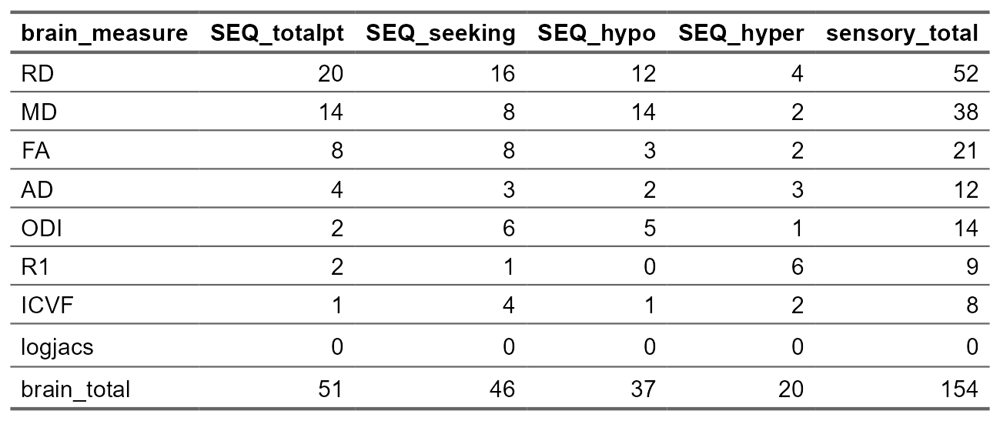 brain_measure SEQ_totalpt SEQ_seeking SEQ_hypo SEQ_hyper sensory_total
RD 20 16 12 4 52
MD 14 8 14 2 38
FA 8 8 3 2 21
AD 4 3 2 3 12
ODI 2 6 5 1 14
R1 2 1 0 6 9
ICVF 1 4 1 2 8
logjacs 0 0 0 0 0
brain_total 51 46 37 20 154